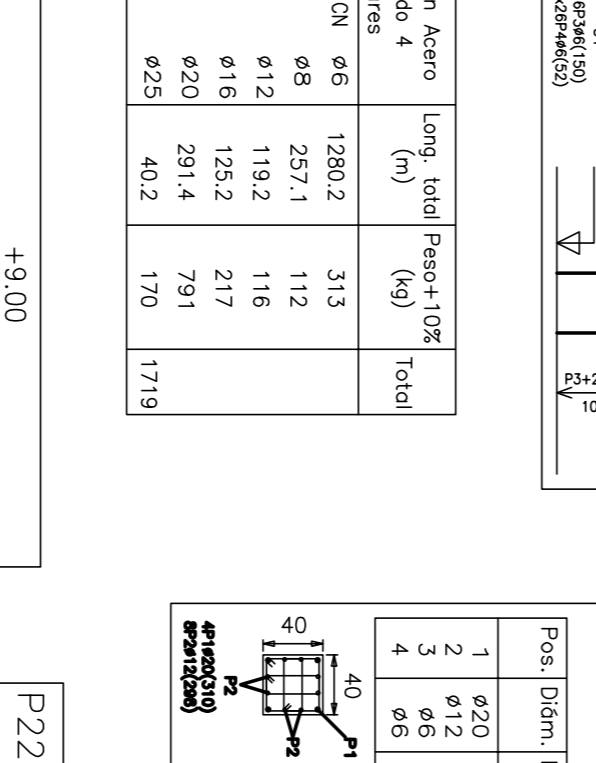 n Acero
do 4
res
Long. total
(m)
Peso+10%
(kg)
Total
CN ø6 1280.2 313
ø8 257.1 112
ø12 119.2 116
ø16 125.2 217
ø20 291.4 791
ø25 40.2 170 1719
6P3ø6(150)
x26P4ø6(52)
P3+2
10
+9.00
Pos. Diám.
1 ø20
2 ø12
3 ø6
4 ø6
40
40
P1
P2
P2
4P1ø20(310)
8P2ø12(296)
P22